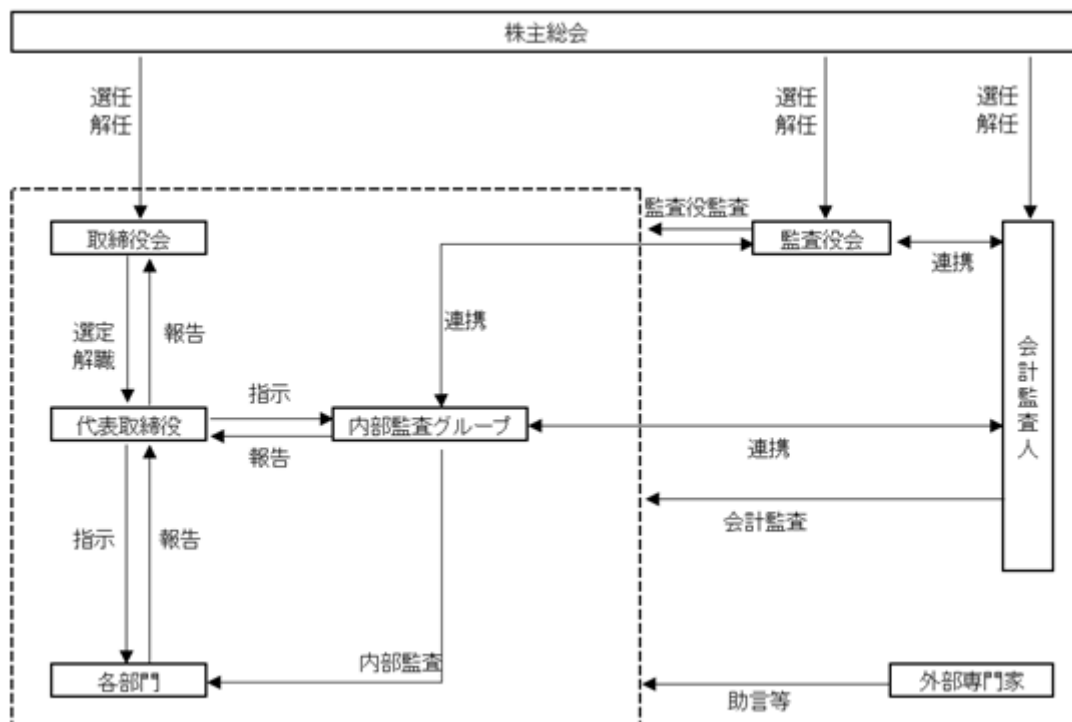 株主総会
選任
解任
選任
解任
選任
解任
監査役監査
取締役会
監査役会
連携
選定
解職
報告
連携
会計監査人
指示
代表取締役
内部監査グループ
報告
連携
会計監査
指示
報告
内部監査
各部門
外部専門家
助言等